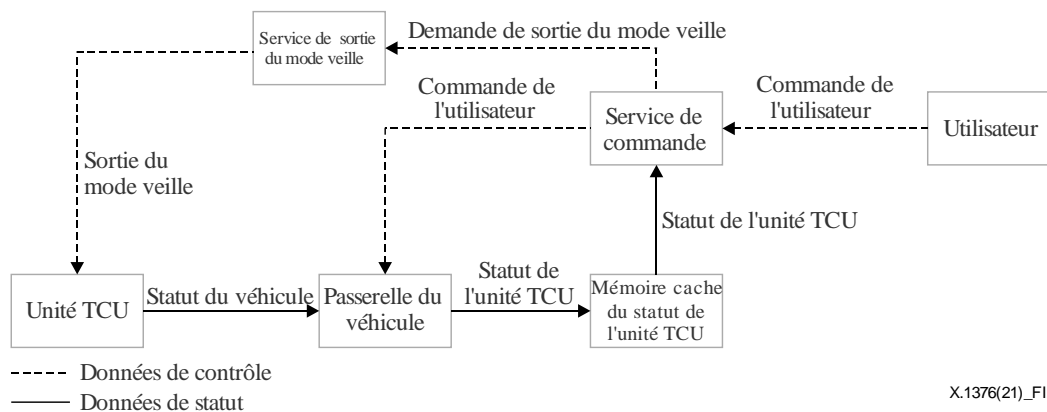 Service de sortie
du mode veille
Demande de sortie du mode veille
Commande de
l'utilisateur
Commande de
l'utilisateur
Service de
commande
Utilisateur
Sortie du
mode veille
Statut de l'unité TCU
Unité TCU
Statut du véhicule
Passerelle du
véhicule
Statut de
l'unité TCU
Mémoire cache
du statut de
l'unité TCU
Données de contrôle
Données de statut
X.1376(21)_FI